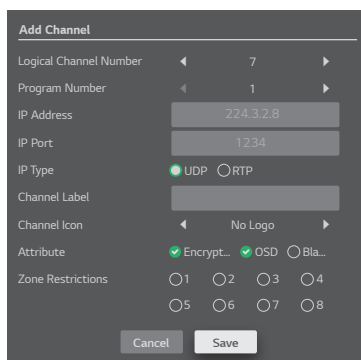 Add Channel
Logical Channel Number 7
Program Number 1
IP Address 224.3.2.8
IP Port 1234
IP Type UDP RTP
Channel Label
Channel Icon No Logo
Attribute Encrypt... OSD Bla...
Zone Restrictions 1 2 3 4
5 6 7 8
Cancel Save